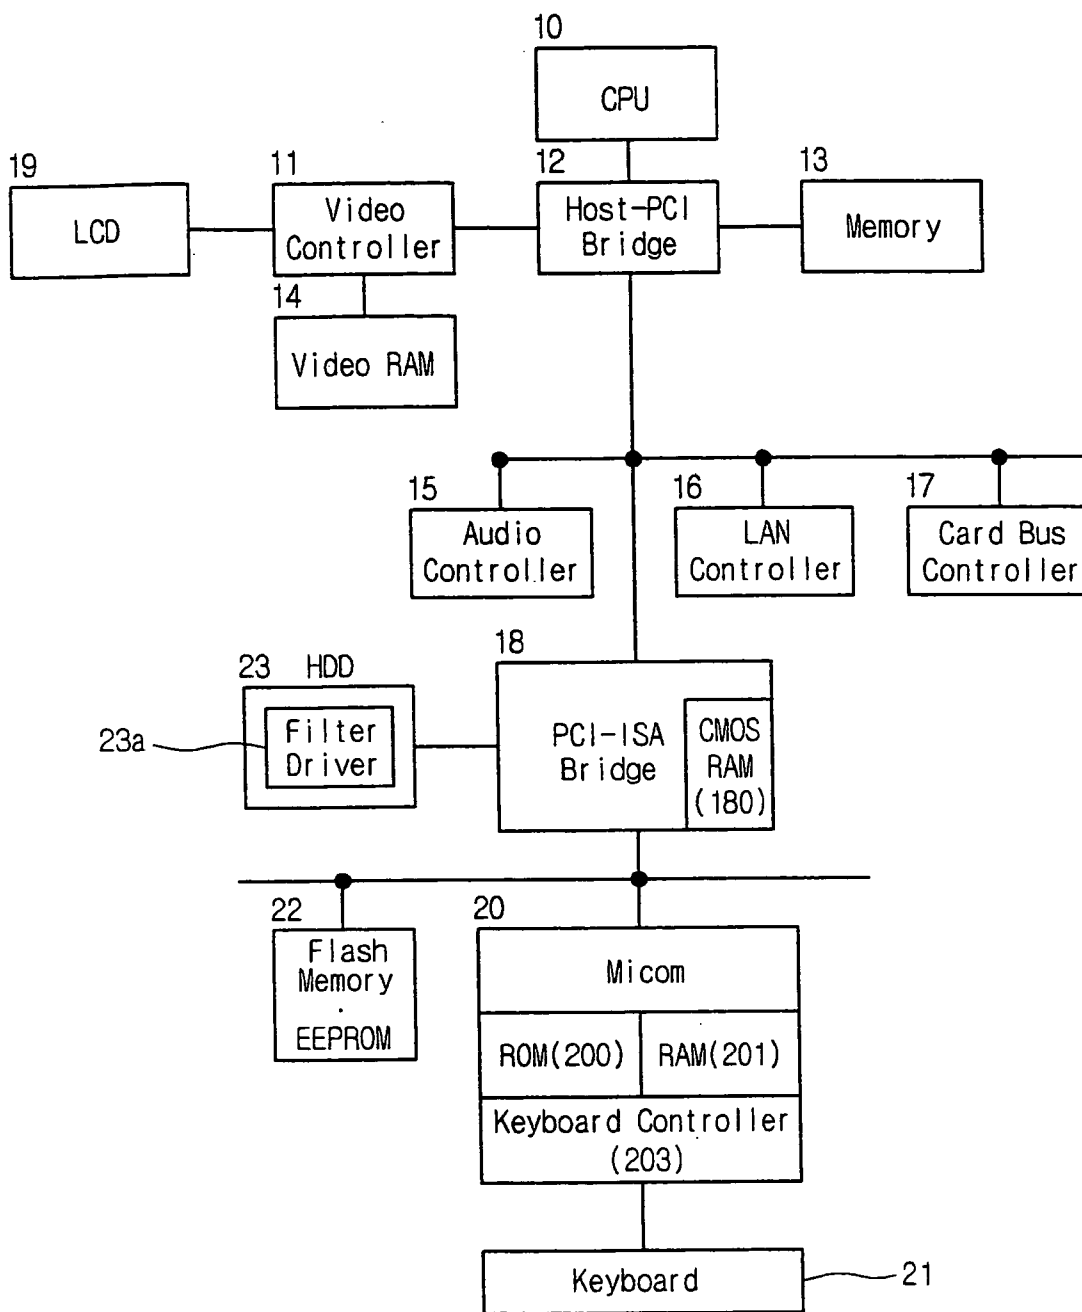 10
CPU
19
LCD
11
Video
Controller
12
Host-PCI
Bridge
13
Memory
14
Video RAM
15
Audio
Controller
16
LAN
Controller
17
Card Bus
Controller
18
PCI-ISA
Bridge
CMOS
RAM
(180)
23 HDD
Filter
Driver
23a
22
Flash
Memory
.
EEPROM
20
Micom
ROM(200)
RAM(201)
Keyboard Controller
(203)
Keyboard
21